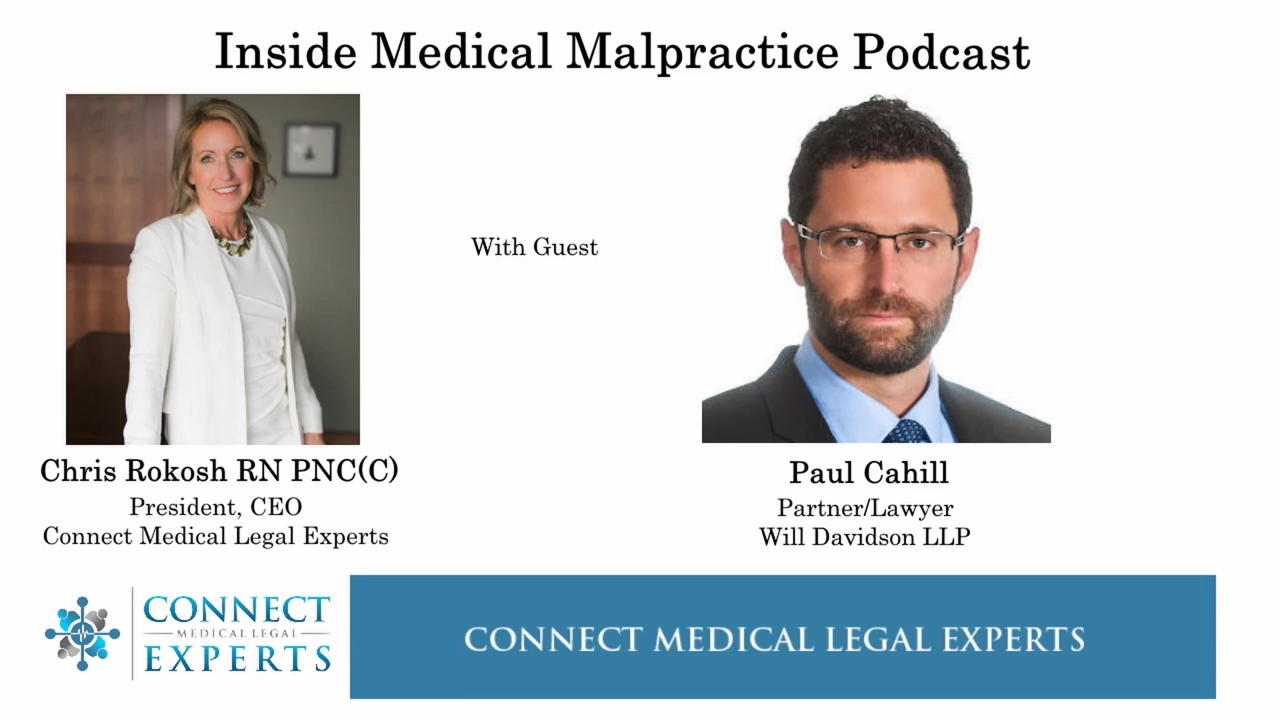 Inside Medical Malpractice Podcast
With Guest
Chris Rokosh RN PNC(C)
President, CEO
Connect Medical Legal Experts
Paul Cahill
Partner/Lawyer
Will Davidson LLP
CONNECT
MEDICAL LEGAL
EXPERTS
CONNECT MEDICAL LEGAL EXPERTS